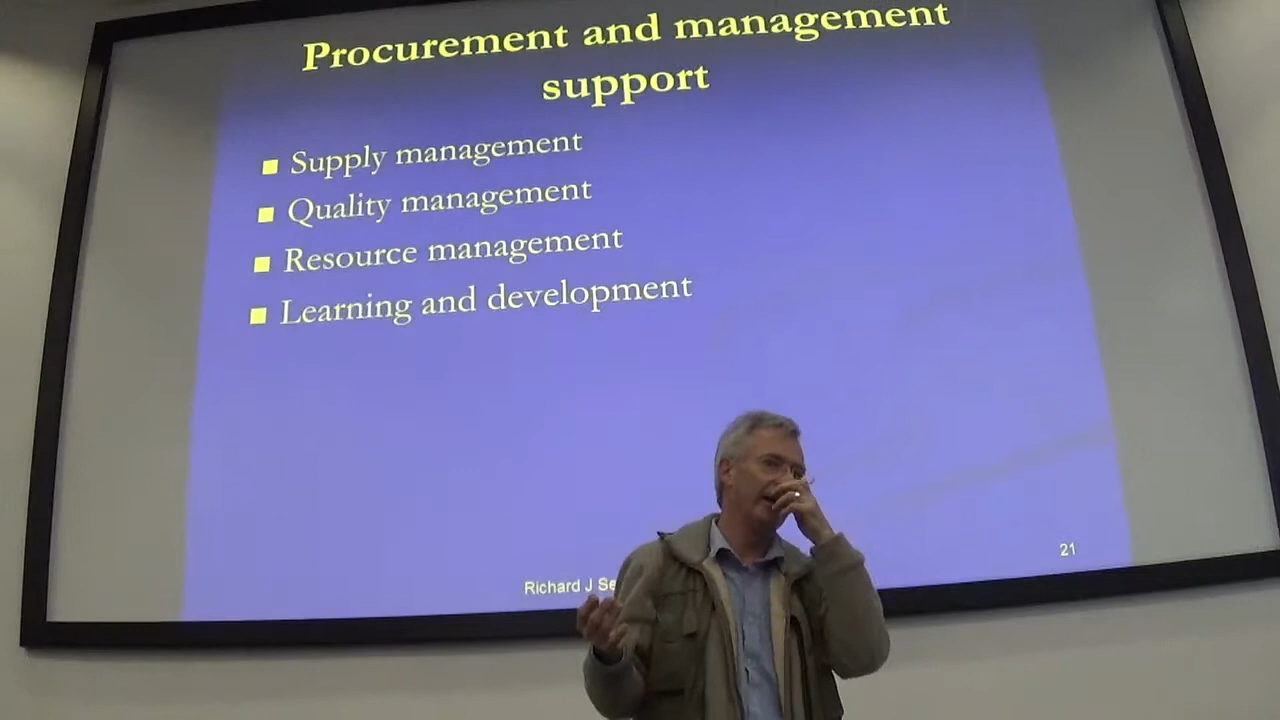 Procurement and management
support
Supply management
Quality management
Resource management
Learning and development
Richard J
21